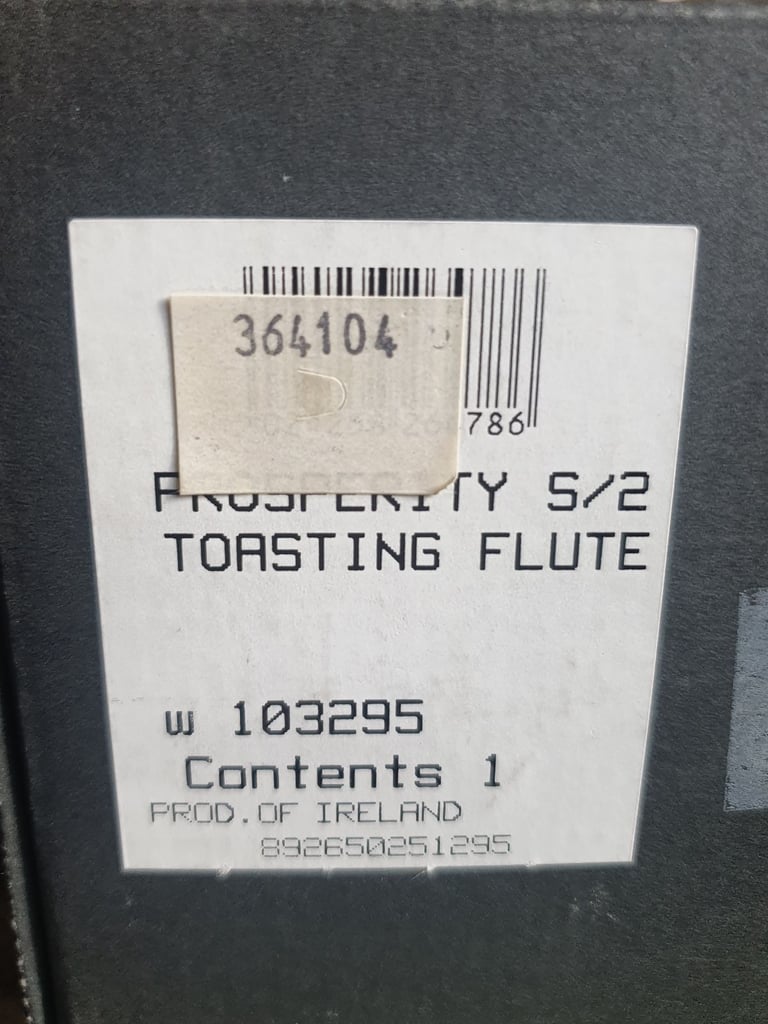 364104
786
PROSPERITY S/2
TOASTING FLUTE
W 103295
Contents 1
PROD. OF IRELAND
892650251295